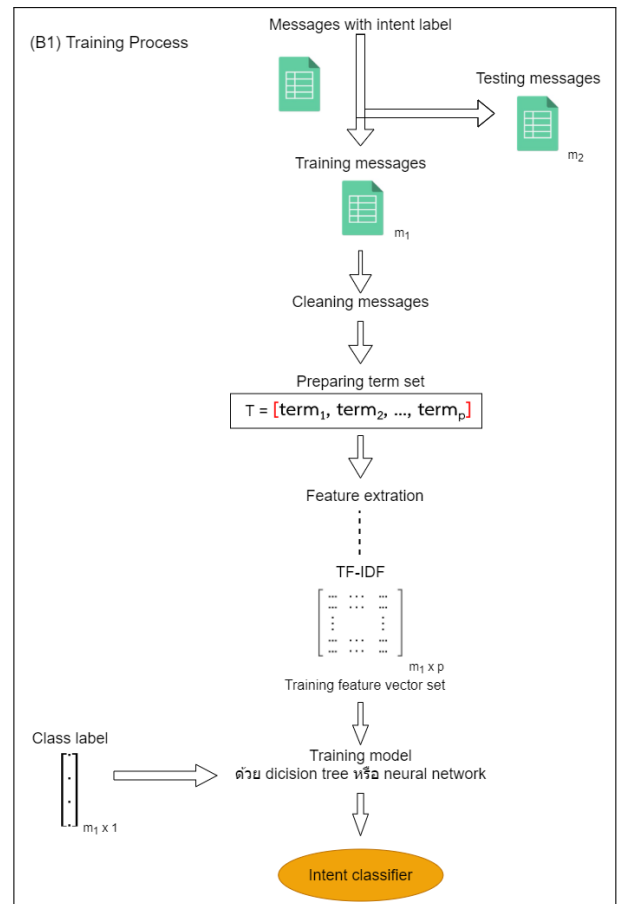 Messages with intent label
(B1) Training Process
Testing messages
m2
Training messages
m1
Cleaning messages
Preparing term set
T = [term1, term2, ..., termp]
Feature extration
TF-IDF
m1 x p
Training feature vector set
Class label
m1 x 1
Training model
ด้วย dicision tree หรือ neural network
Intent classifier